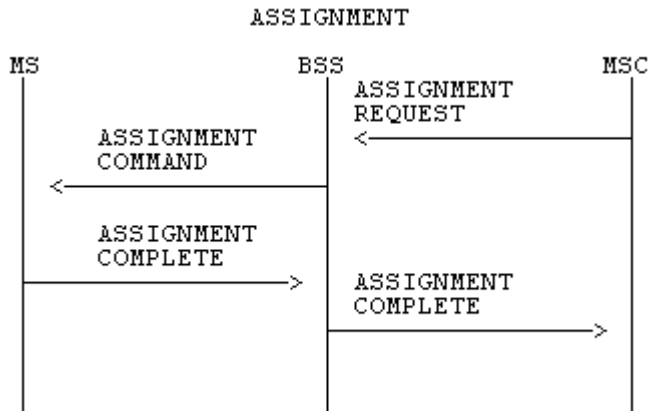 ASSIGNMENT
MS BSS MSC
ASSIGNMENT
REQUEST
ASSIGNMENT
COMMAND
ASSIGNMENT
COMPLETE
ASSIGNMENT
COMPLETE